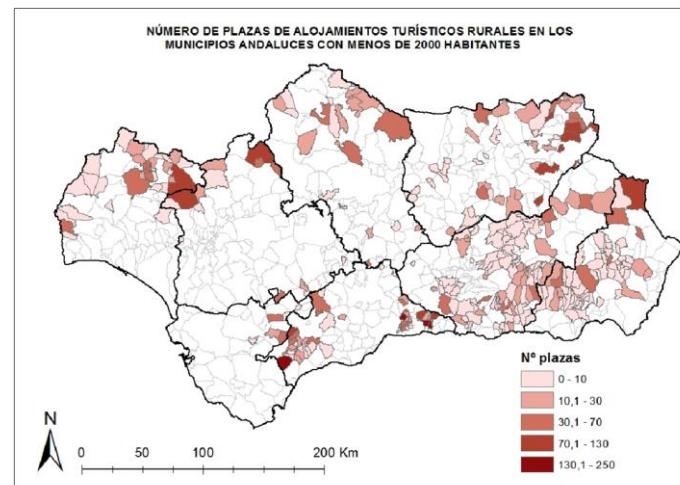 NÚMERO DE PLAZAS DE ALOJAMIENTOS TURÍSTICOS RURALES EN LOS
MUNICIPIOS ANDALUCES CON MENOS DE 2000 HABITANTES
Nº plazas
0 - 10
10,1 - 30
30,1 - 70
70,1 - 130
130,1 - 250
N
0 50 100 200 Km